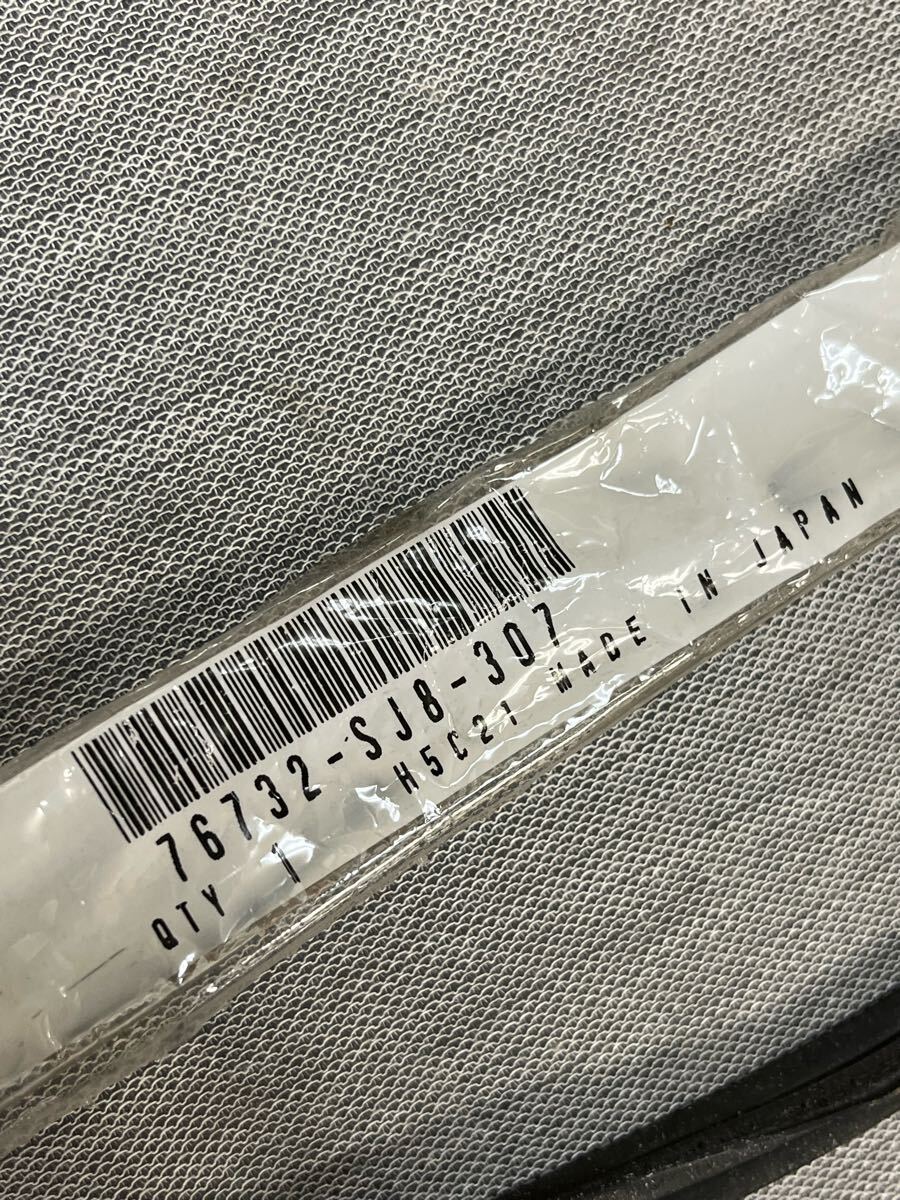 76732-SJ8-307
H5C21 MADE IN JAPAN
QTY 1